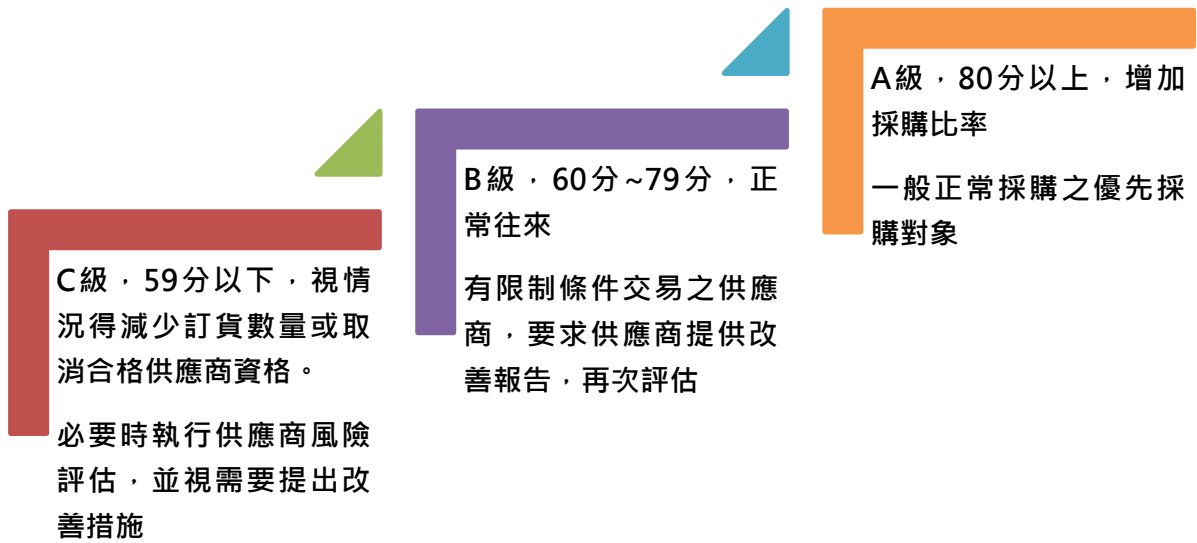 A級，80分以上，增加
採購比率
一般正常採購之優先採
購對象
B級，60分~79分，正
常往來
有限制條件交易之供應
商，要求供應商提供改
善報告，再次評估
C級，59分以下，視情
況得減少訂貨數量或取
消合格供應商資格。
必要時執行供應商風險
評估，並視需要提出改
善措施